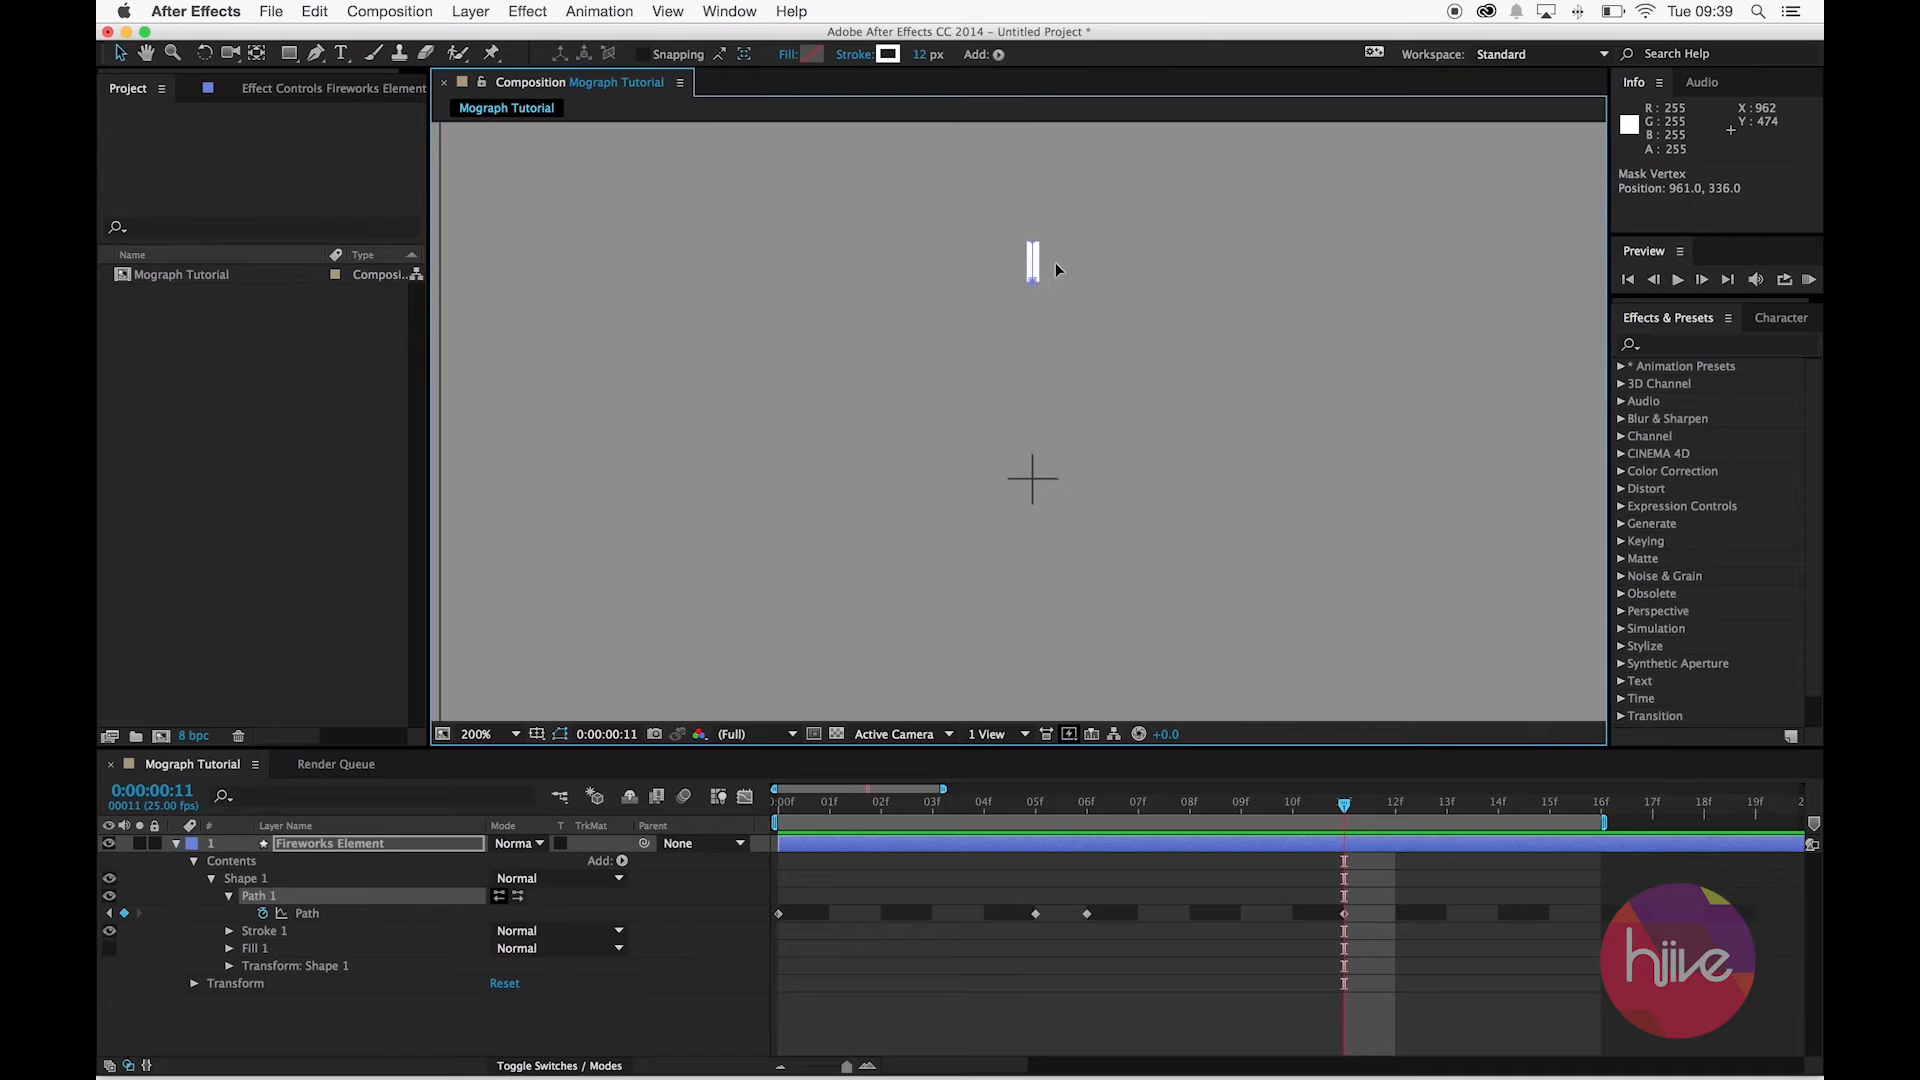 After Effects File Edit Composition Layer Effect Animation View Window Help Tue 09:39
Adobe After Effects CC 2014 – Untitled Project *
Snapping Fill: Stroke: 12 px Add: Workspace: Standard Search Help
Project Effect Controls Fireworks Element
Composition Mograph Tutorial
Mograph Tutorial
Info Audio
R : 255 X : 962
G : 255 Y : 474
B : 255
A : 255
Mask Vertex
Position: 961.0, 336.0
Name Type
Mograph Tutorial Composi..
Preview
Effects & Presets Character
* Animation Presets
3D Channel
Audio
Blur & Sharpen
Channel
CINEMA 4D
Color Correction
Distort
Expression Controls
Generate
Keying
Matte
Noise & Grain
Obsolete
Perspective
Simulation
Stylize
Synthetic Aperture
Text
Time
Transition
8 bpc
200% 0:00:00:11 (Full) Active Camera 1 View +0.0
Mograph Tutorial Render Queue
0:00:00:11
00011 (25.00 fps)
0:00f 01f 02f 03f 04f 05f 06f 07f 08f 09f 10f 11f 12f 13f 14f 15f 16f 17f 18f 19f 2
# Layer Name Mode T TrkMat Parent
1 Fireworks Element Norma None
Contents Add:
Shape 1 Normal
Path 1
Path
Stroke 1 Normal
Fill 1 Normal
Transform: Shape 1
Transform Reset
Toggle Switches / Modes
hiive